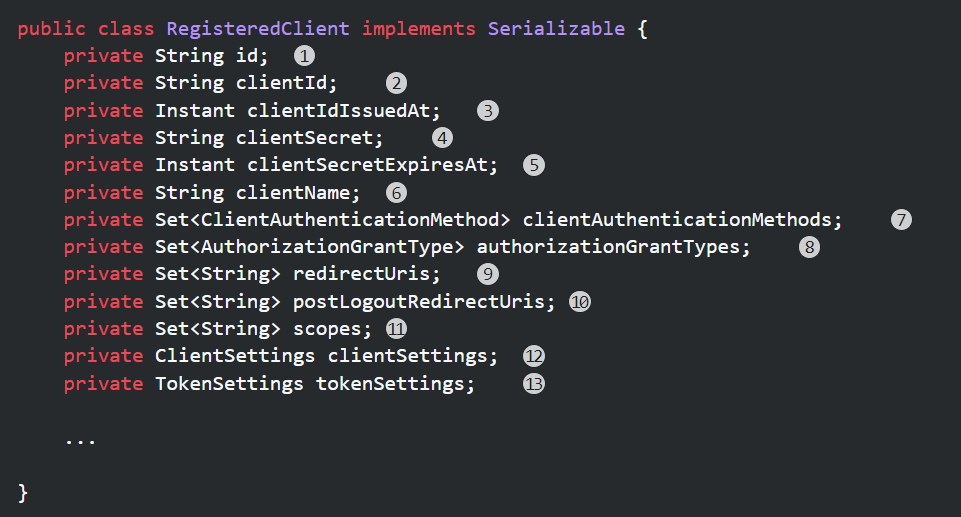 public class RegisteredClient implements Serializable {
private String id; 1
private String clientId; 2
private Instant clientIdIssuedAt; 3
private String clientSecret; 4
private Instant clientSecretExpiresAt; 5
private String clientName; 6
private Set<ClientAuthenticationMethod> clientAuthenticationMethods; 7
private Set<AuthorizationGrantType> authorizationGrantTypes; 8
private Set<String> redirectUris; 9
private Set<String> postLogoutRedirectUris; 10
private Set<String> scopes; 11
private ClientSettings clientSettings; 12
private TokenSettings tokenSettings; 13
...
}